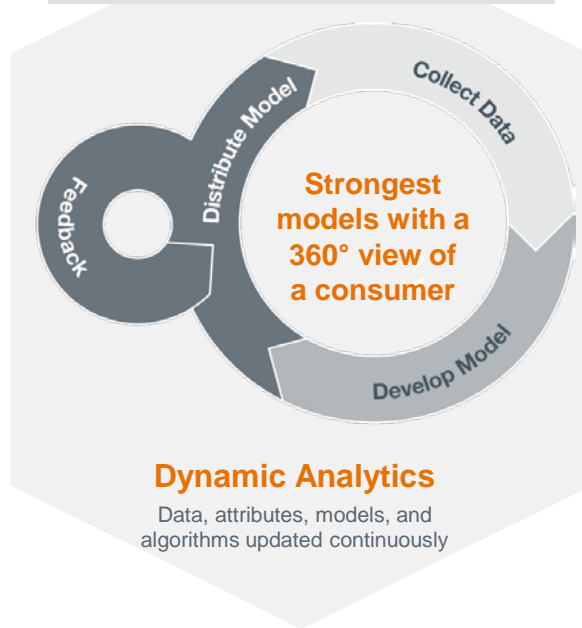 Collect Data
Distribute Model
Feedback
Strongest
models with a
360° view of
a consumer
Develop Model
Dynamic Analytics
Data, attributes, models, and
algorithms updated continuously